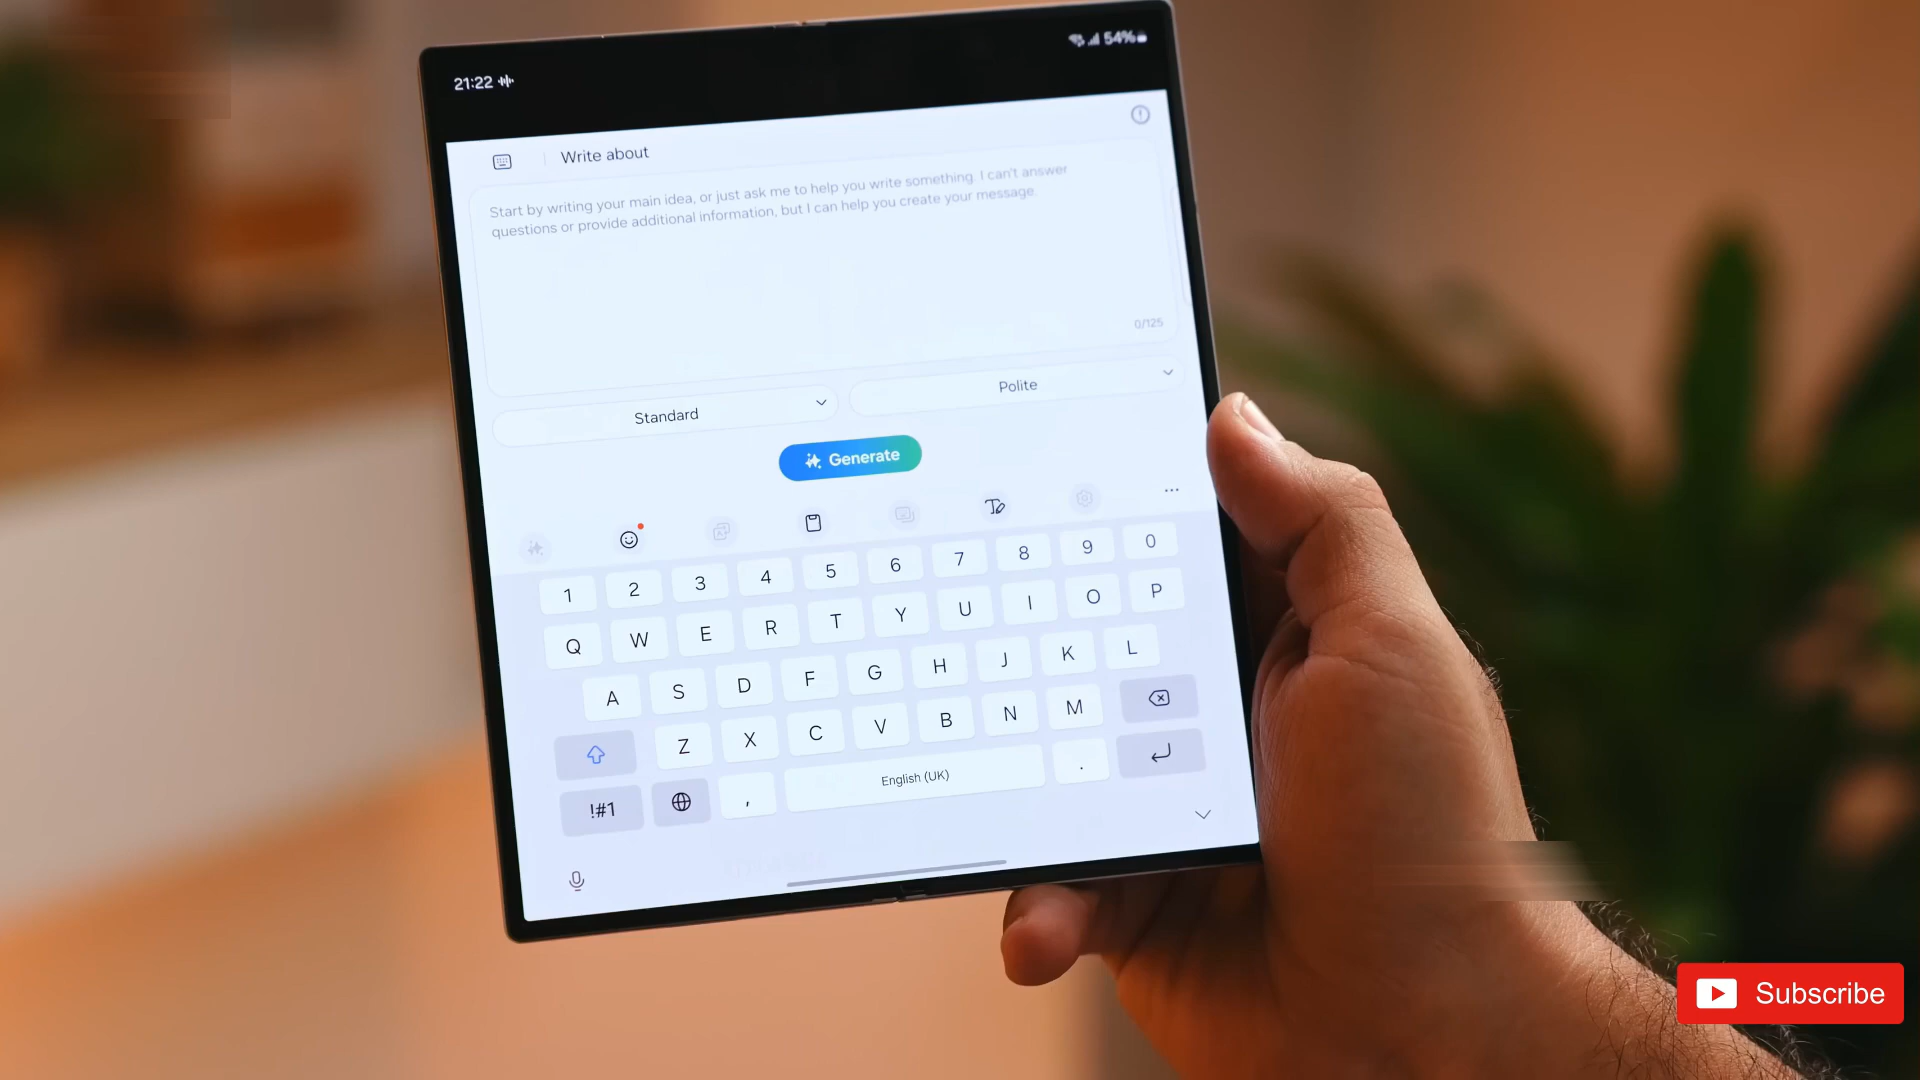 21:22
54%
Write about
Start by writing your main idea, or just ask me to help you write something. I can't answer
questions or provide additional information, but I can help you create your message.
0/125
Standard
Polite
Generate
1 2 3 4 5 6 7 8 9 0
Q W E R T Y U I O P
A S D F G H J K L
Z X C V B N M
!#1 , English (UK) .
Subscribe